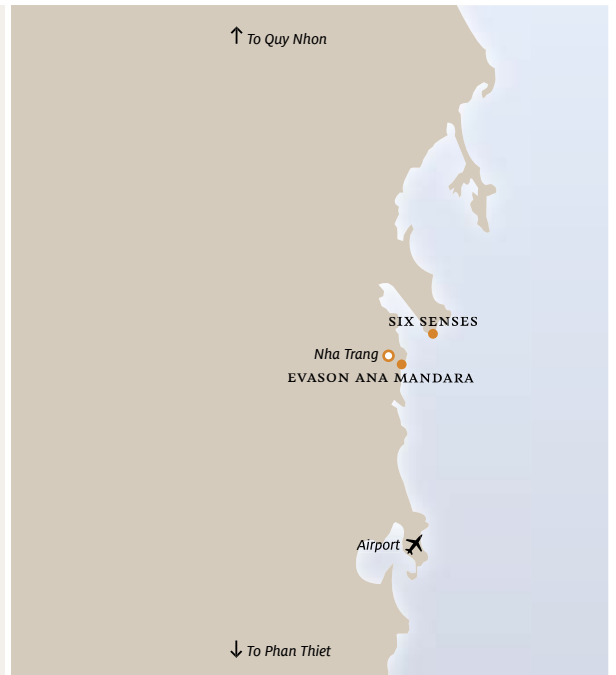 To Quy Nhon
SIX SENSES
Nha Trang
EVASON ANA MANDARA
Airport
To Phan Thiet